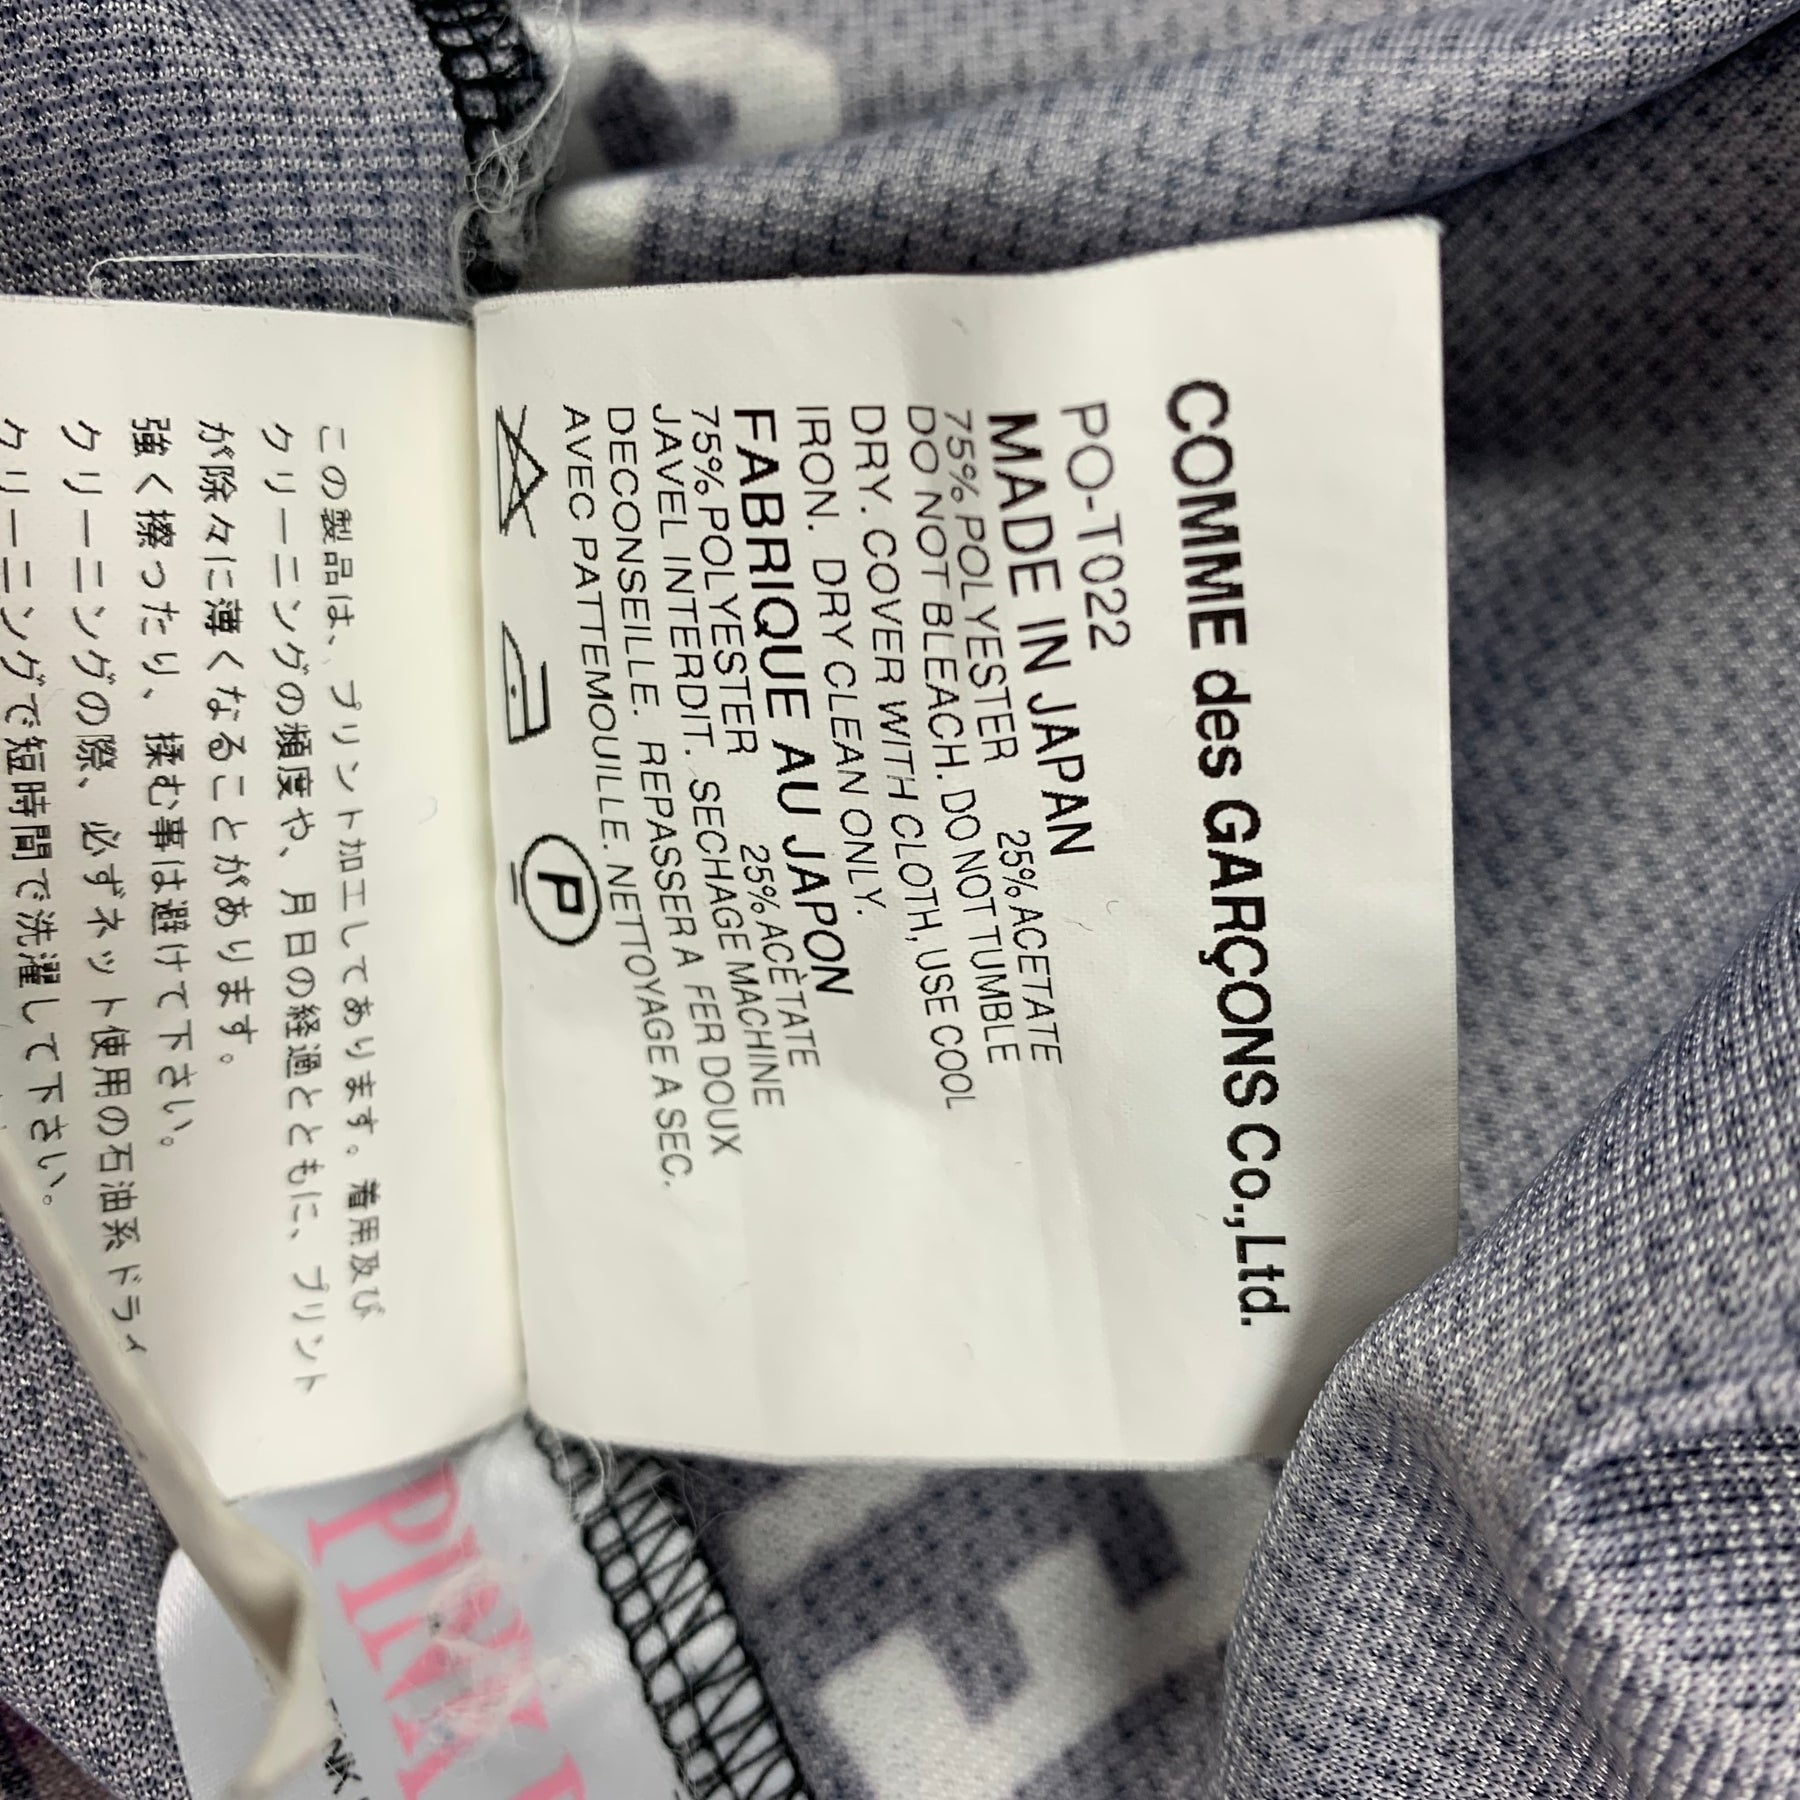 COMME des GARÇONS Co.,Ltd.
PO-T022
MADE IN JAPAN
75% POLYESTER 25% ACETATE
DO NOT BLEACH. DO NOT TUMBLE
DRY. COVER WITH CLOTH, USE COOL
IRON. DRY CLEAN ONLY.
FABRIQUE AU JAPON
75% POLYESTER 25% ACÈTATE
JAVEL INTERDIT. SECHAGE MACHINE
DECONSEILLE. REPASSER A FER DOUX
AVEC PATTEMOUILLE. NETTOYAGE A SEC.
P
この製品は、プリント加工してあります。着用及び
クリーニングの頻度や、月日の経過とともに、プリント
が除々に薄くなることがあります。
強く擦ったり、揉む事は避けて下さい。
クリーニングの際、必ずネット使用の石油系ドライ
クリーニングで短時間で洗濯して下さい。
PINK